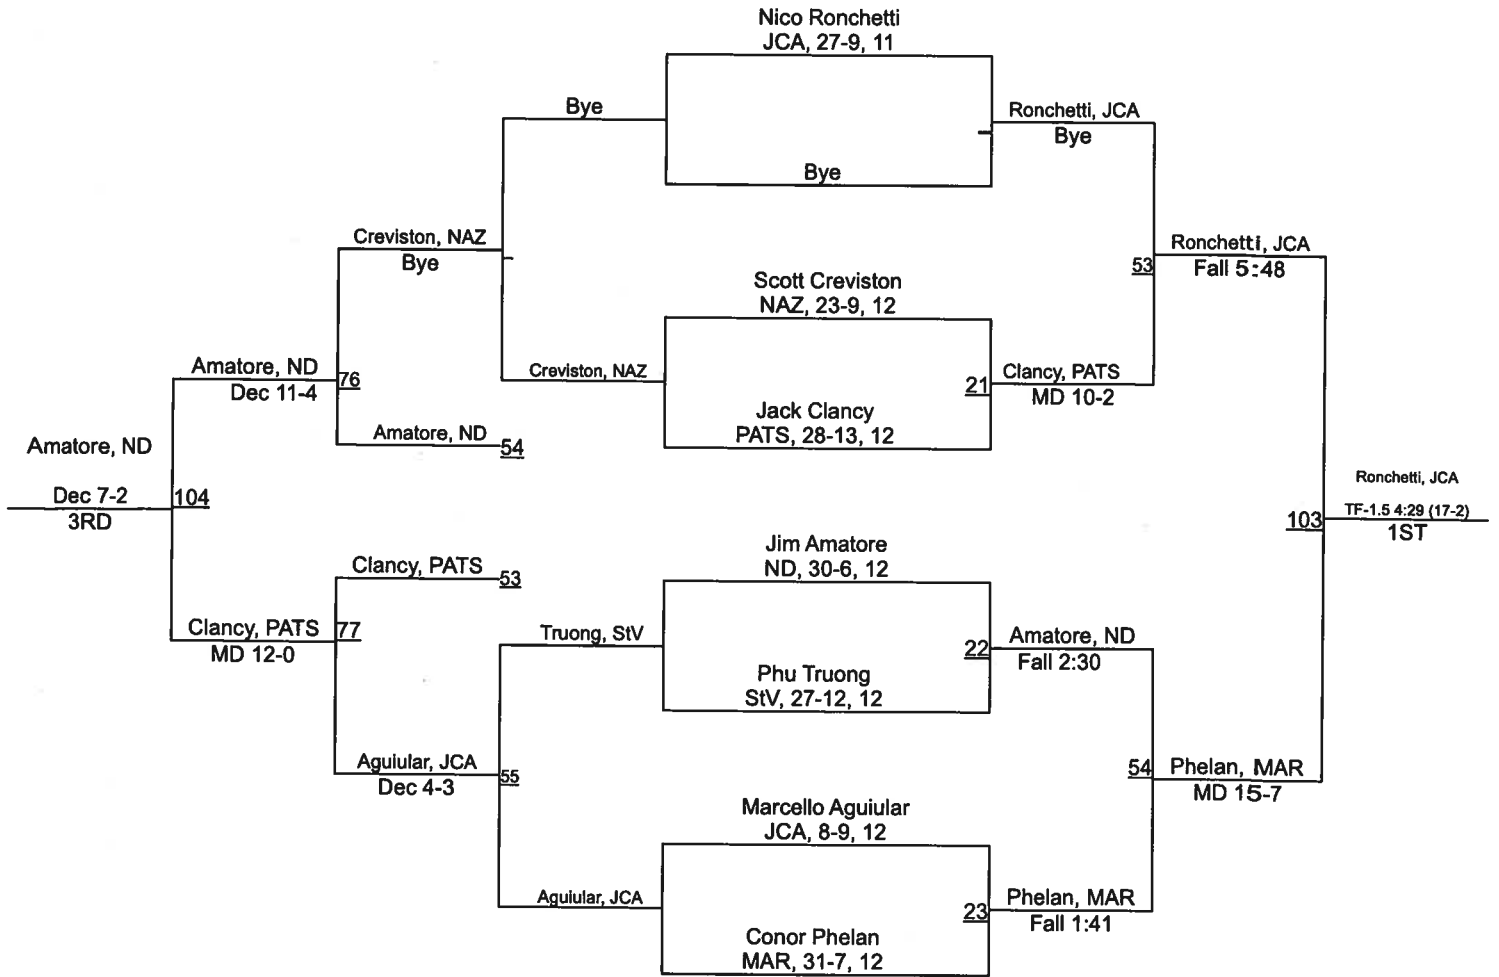 Nico Ronchetti
JCA, 27-9, 11
Bye
Ronchetti, JCA
Bye
Bye
Creviston, NAZ
Bye
Ronchetti, JCA
Fall 5:48
53
Scott Creviston
NAZ, 23-9, 12
Amatore, ND
Dec 11-4
76
Creviston, NAZ
21
Clancy, PATS
MD 10-2
Jack Clancy
PATS, 28-13, 12
Amatore, ND
54
Amatore, ND
Dec 7-2
3RD
104
Ronchetti, JCA
TF-1.5 4:29 (17-2)
1ST
103
Jim Amatore
ND, 30-6, 12
Clancy, PATS
53
Clancy, PATS
MD 12-0
77
Truong, StV
22
Amatore, ND
Fall 2:30
Phu Truong
StV, 27-12, 12
Aguiular, JCA
Dec 4-3
55
54
Phelan, MAR
MD 15-7
Marcello Aguiular
JCA, 8-9, 12
Aguiular, JCA
23
Phelan, MAR
Fall 1:41
Conor Phelan
MAR, 31-7, 12